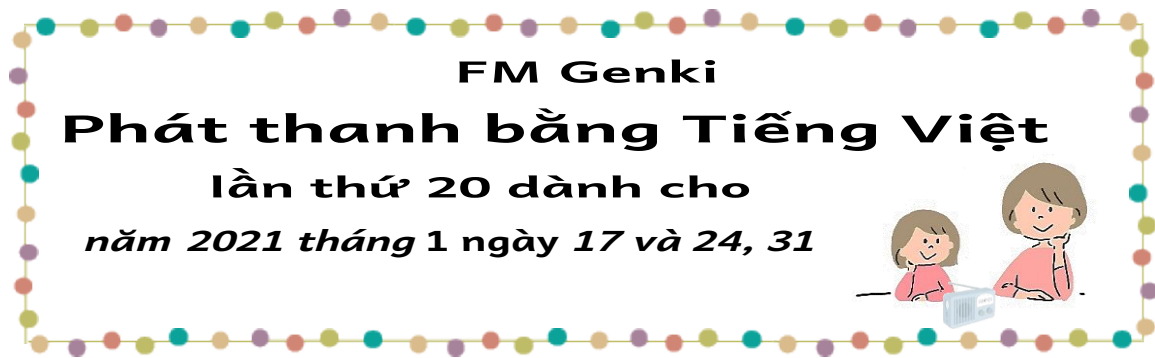 FM Genki
Phát thanh bằng Tiếng Việt
lần thứ 20 dành cho
năm 2021 tháng 1 ngày 17 và 24, 31